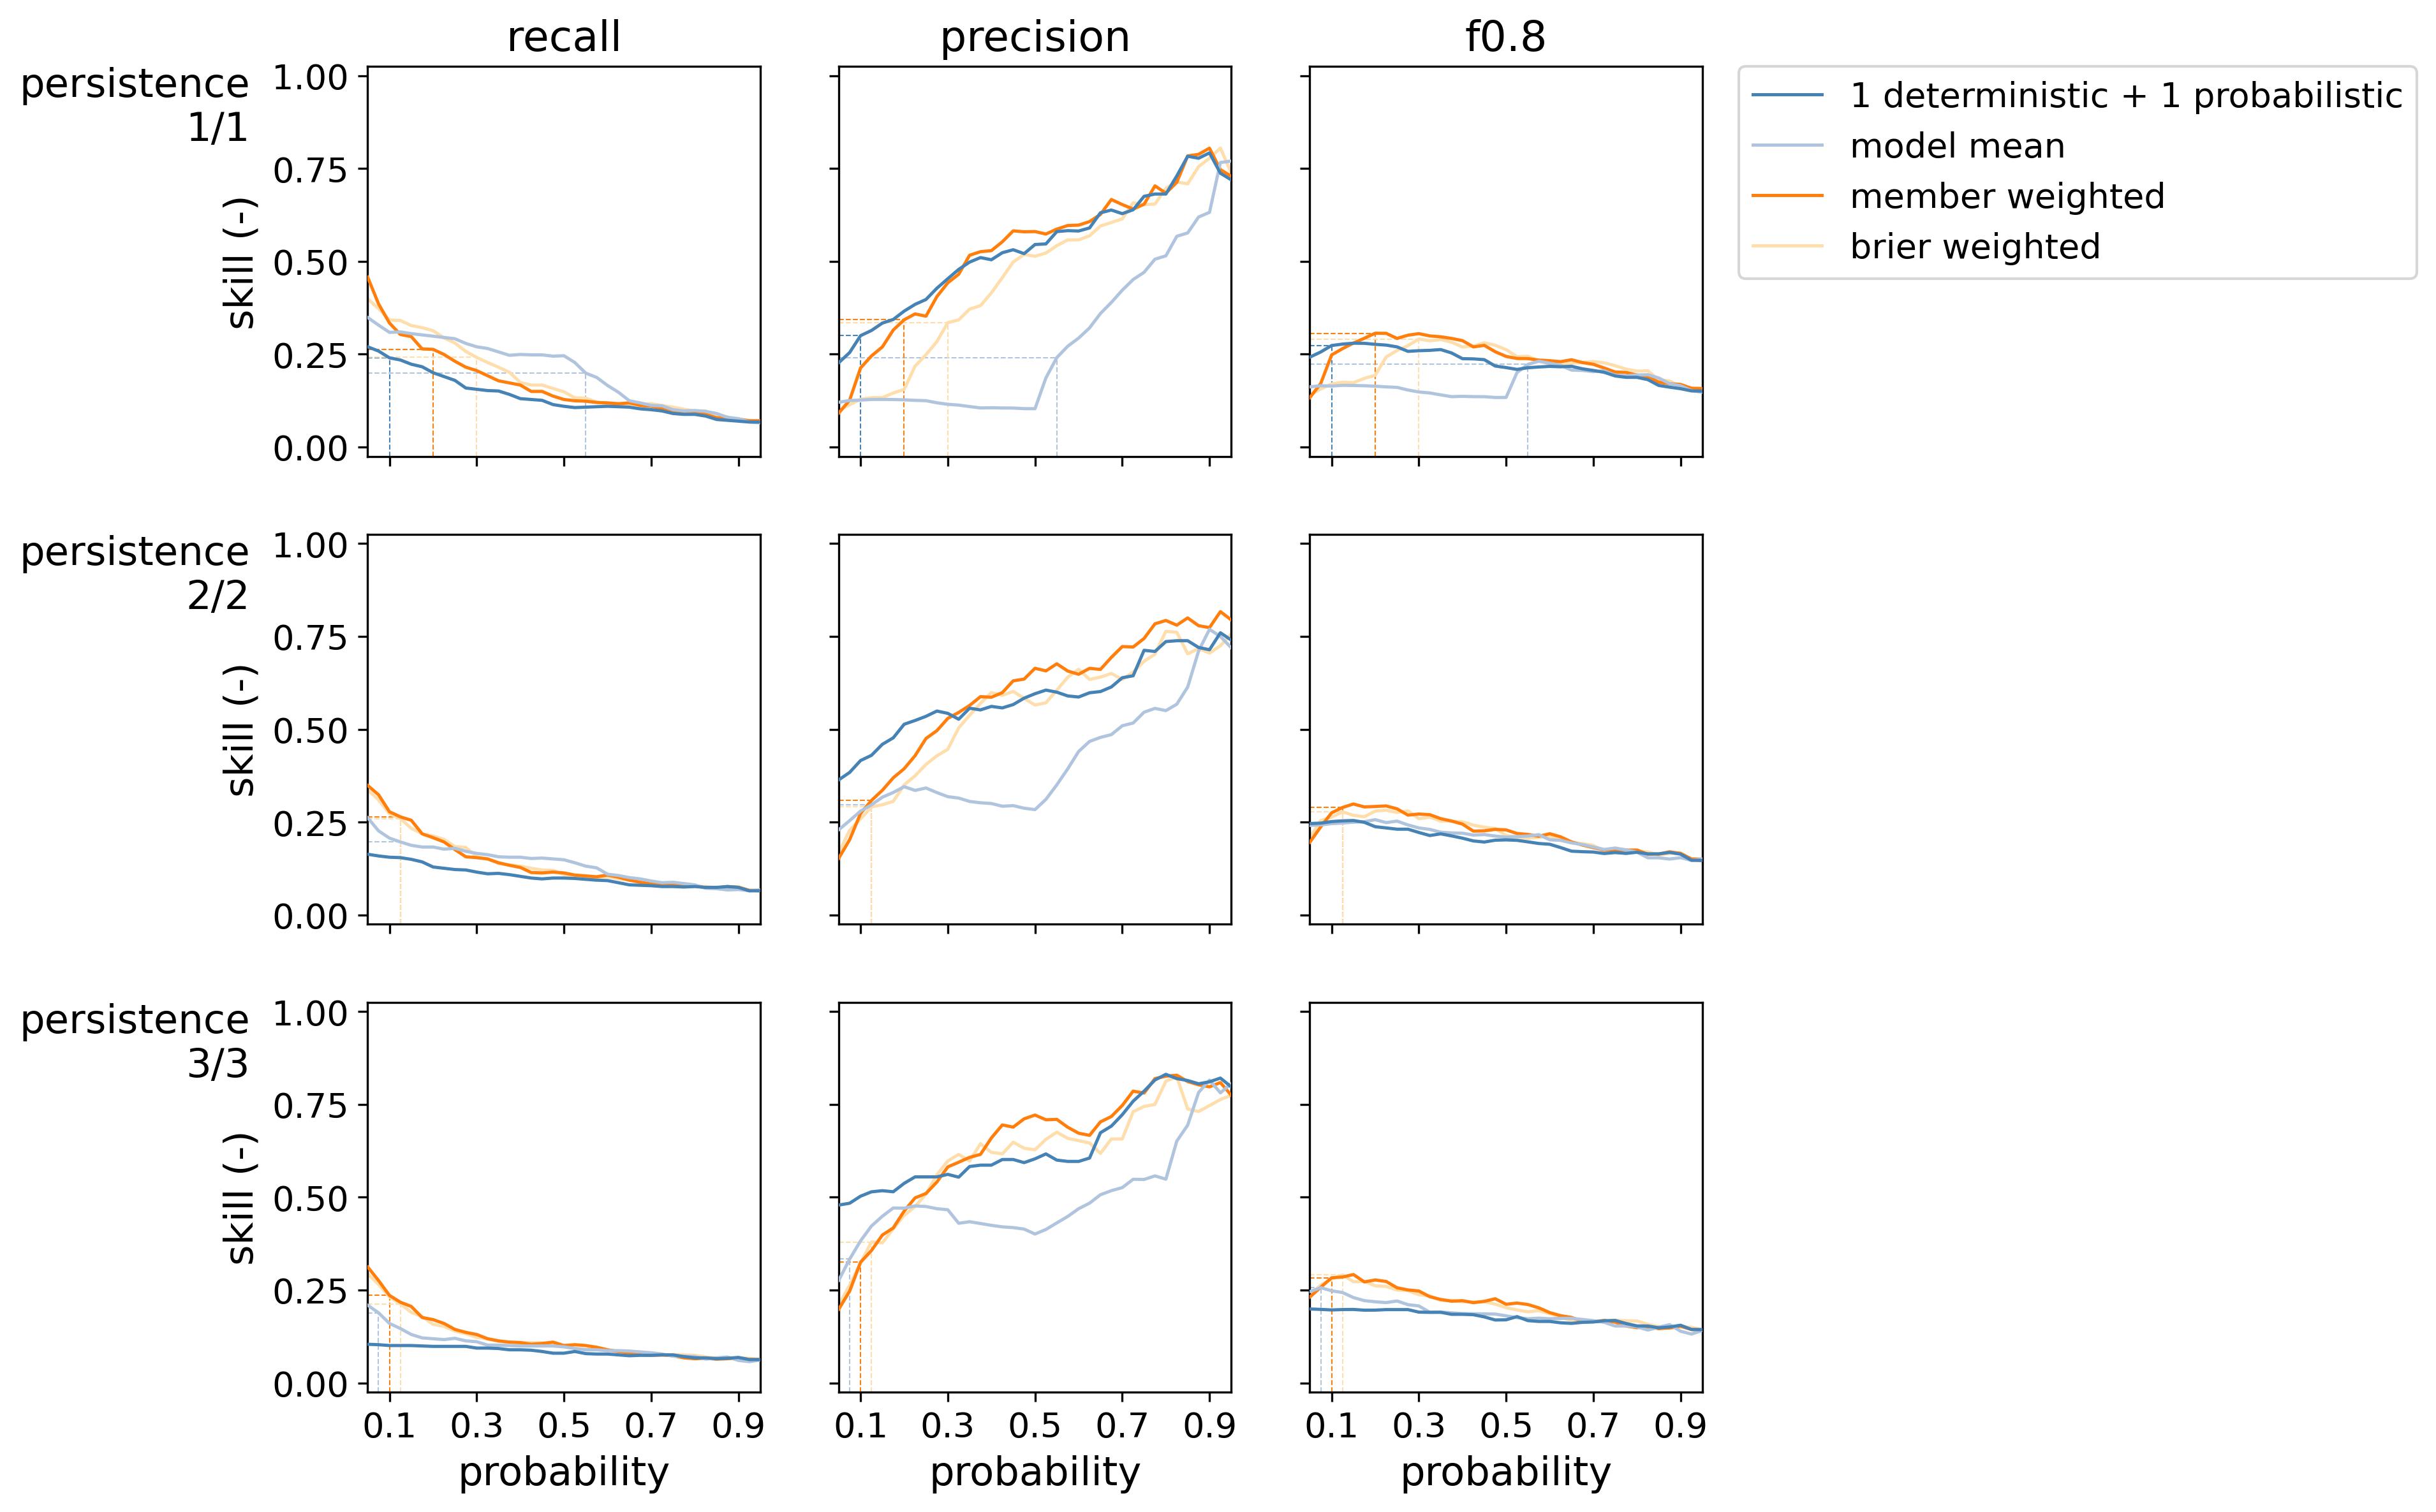 recall
precision
f0.8
persistence
1/1
skill (-)
1.00
0.75
0.50
0.25
0.00
1 deterministic + 1 probabilistic
model mean
member weighted
brier weighted
persistence
2/2
skill (-)
1.00
0.75
0.50
0.25
0.00
persistence
3/3
skill (-)
1.00
0.75
0.50
0.25
0.00
0.1 0.3 0.5 0.7 0.9
probability
0.1 0.3 0.5 0.7 0.9
probability
0.1 0.3 0.5 0.7 0.9
probability